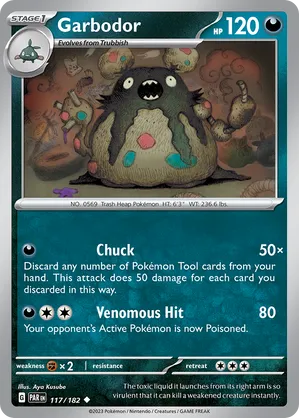 STAGE 1 Garbodor HP 120
Evolves from Trubbish
NO. 0569 Trash Heap Pokémon HT: 6'3" WT: 236.6 lbs.
Chuck 50×
Discard any number of Pokémon Tool cards from your
hand. This attack does 50 damage for each card you
discarded in this way.
Venomous Hit 80
Your opponent's Active Pokémon is now Poisoned.
weakness × 2 resistance retreat
Illus. Aya Kusube
G PAR EN 117/182
The toxic liquid it launches from its right arm is so
virulent that it can kill a weakened creature instantly.
©2023 Pokémon / Nintendo / Creatures / GAME FREAK